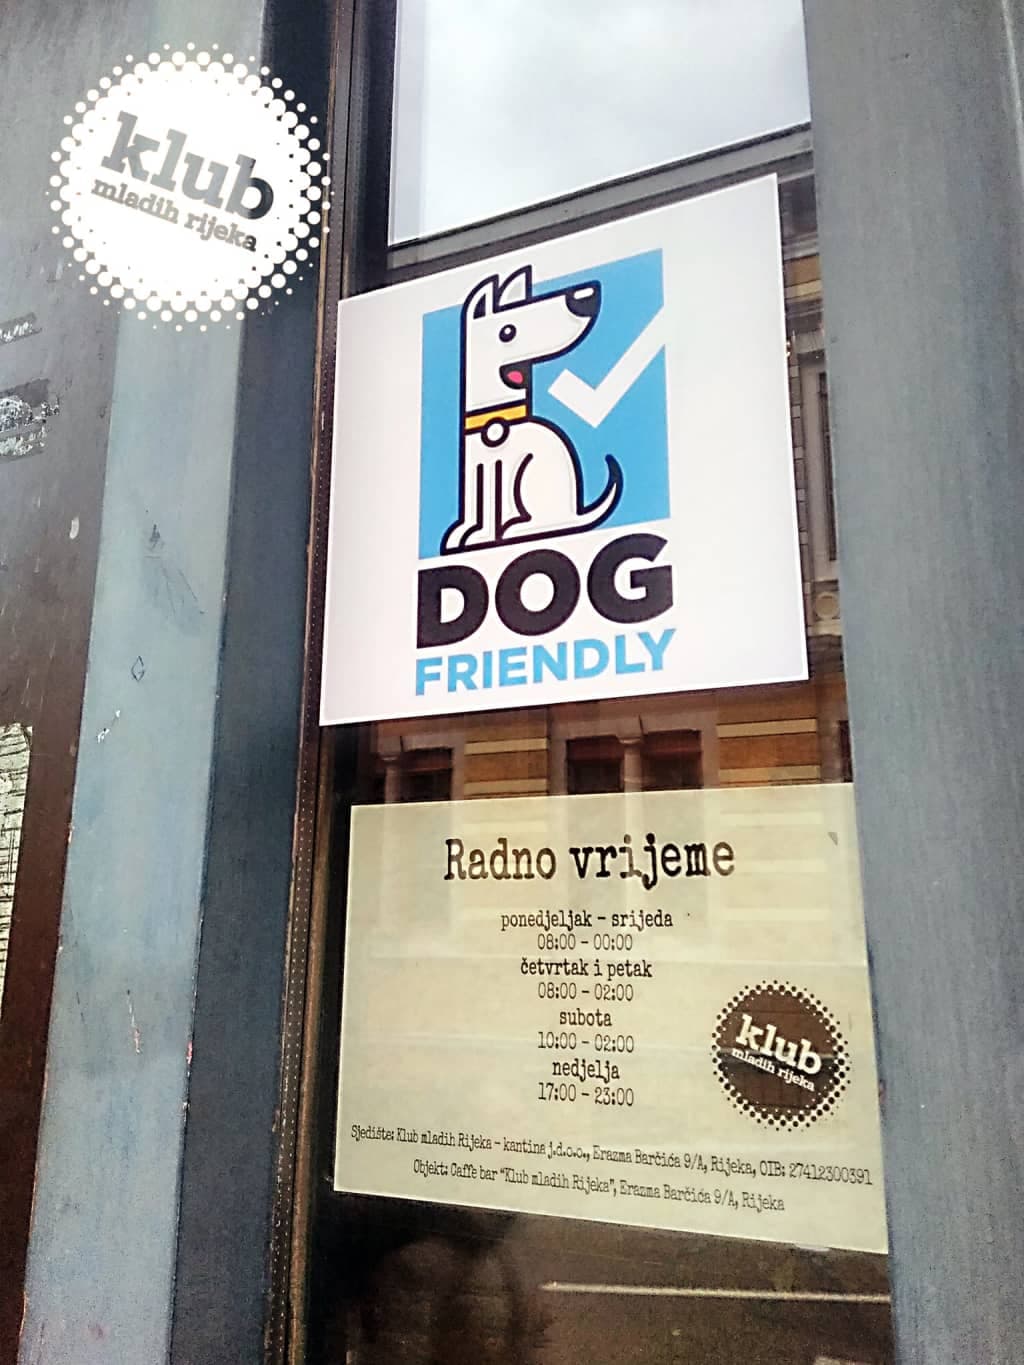 klub
mladih rijeka
DOG
FRIENDLY
Radno vrijeme
ponedjeljak - srijeda
08:00 - 00:00
četvrtak i petak
08:00 - 02:00
subota
10:00 - 02:00
nedjelja
17:00 - 23:00
klub
mladih rijeka
Sjedište: Klub mladih Rijeka - kantina j.d.o.o., Erazma Barčića 9/A, Rijeka, OIB: 27412300391
Objekt: Caffe bar "Klub mladih Rijeka", Erazma Barčića 9/A, Rijeka